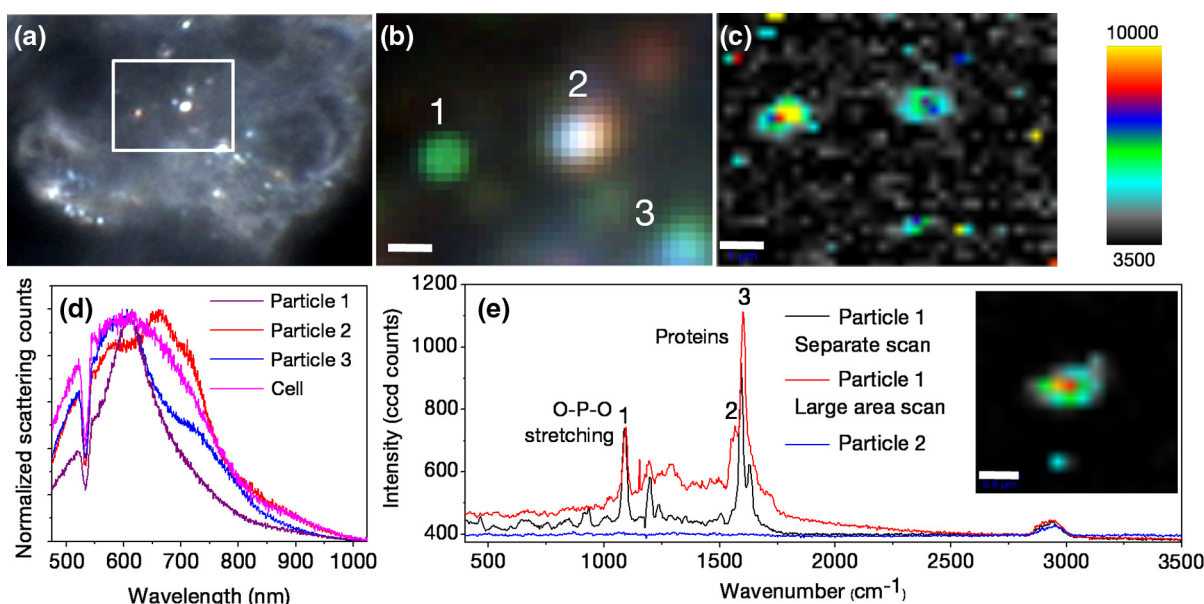 (a)
(b)
1
2
3
(c)
10000
3500
(d)
Particle 1
Particle 2
Particle 3
Cell
Normalized scattering counts
500 600 700 800 900 1000
Wavelength (nm)
(e)
1200
1000
800
600
400
Intensity (ccd counts)
Proteins
3
O-P-O
stretching
1
2
Particle 1
Separate scan
Particle 1
Large area scan
Particle 2
500 1000 1500 2000 2500 3000 3500
Wavenumber (cm-1)